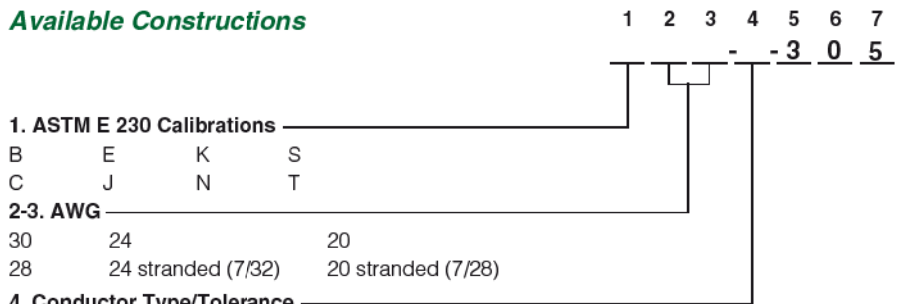 Available Constructions
1 2 3 4 5 6 7
- - 3 0 5
1. ASTM E 230 Calibrations
B E K S
C J N T
2-3. AWG
30 24 20
28 24 stranded (7/32) 20 stranded (7/28)
4. Conductor Type/Tolerance